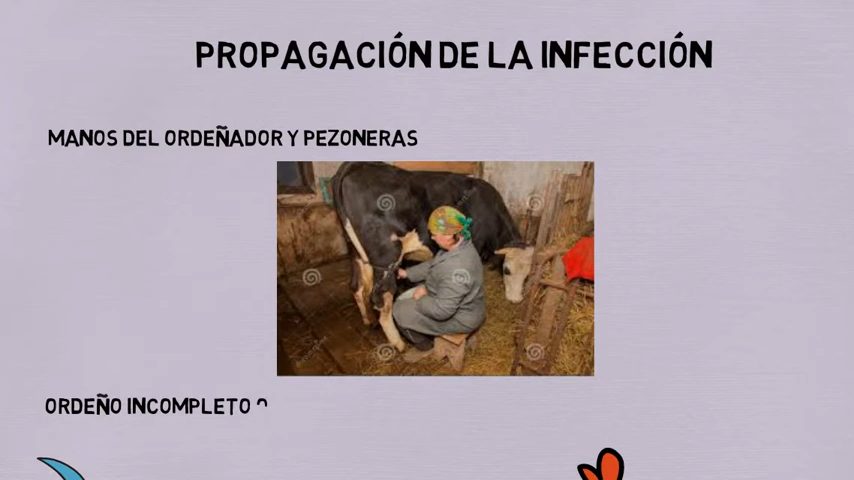 PROPAGACIÓN DE LA INFECCIÓN
MANOS DEL ORDEÑADOR Y PEZONERAS
ORDEÑO INCOMPLETO